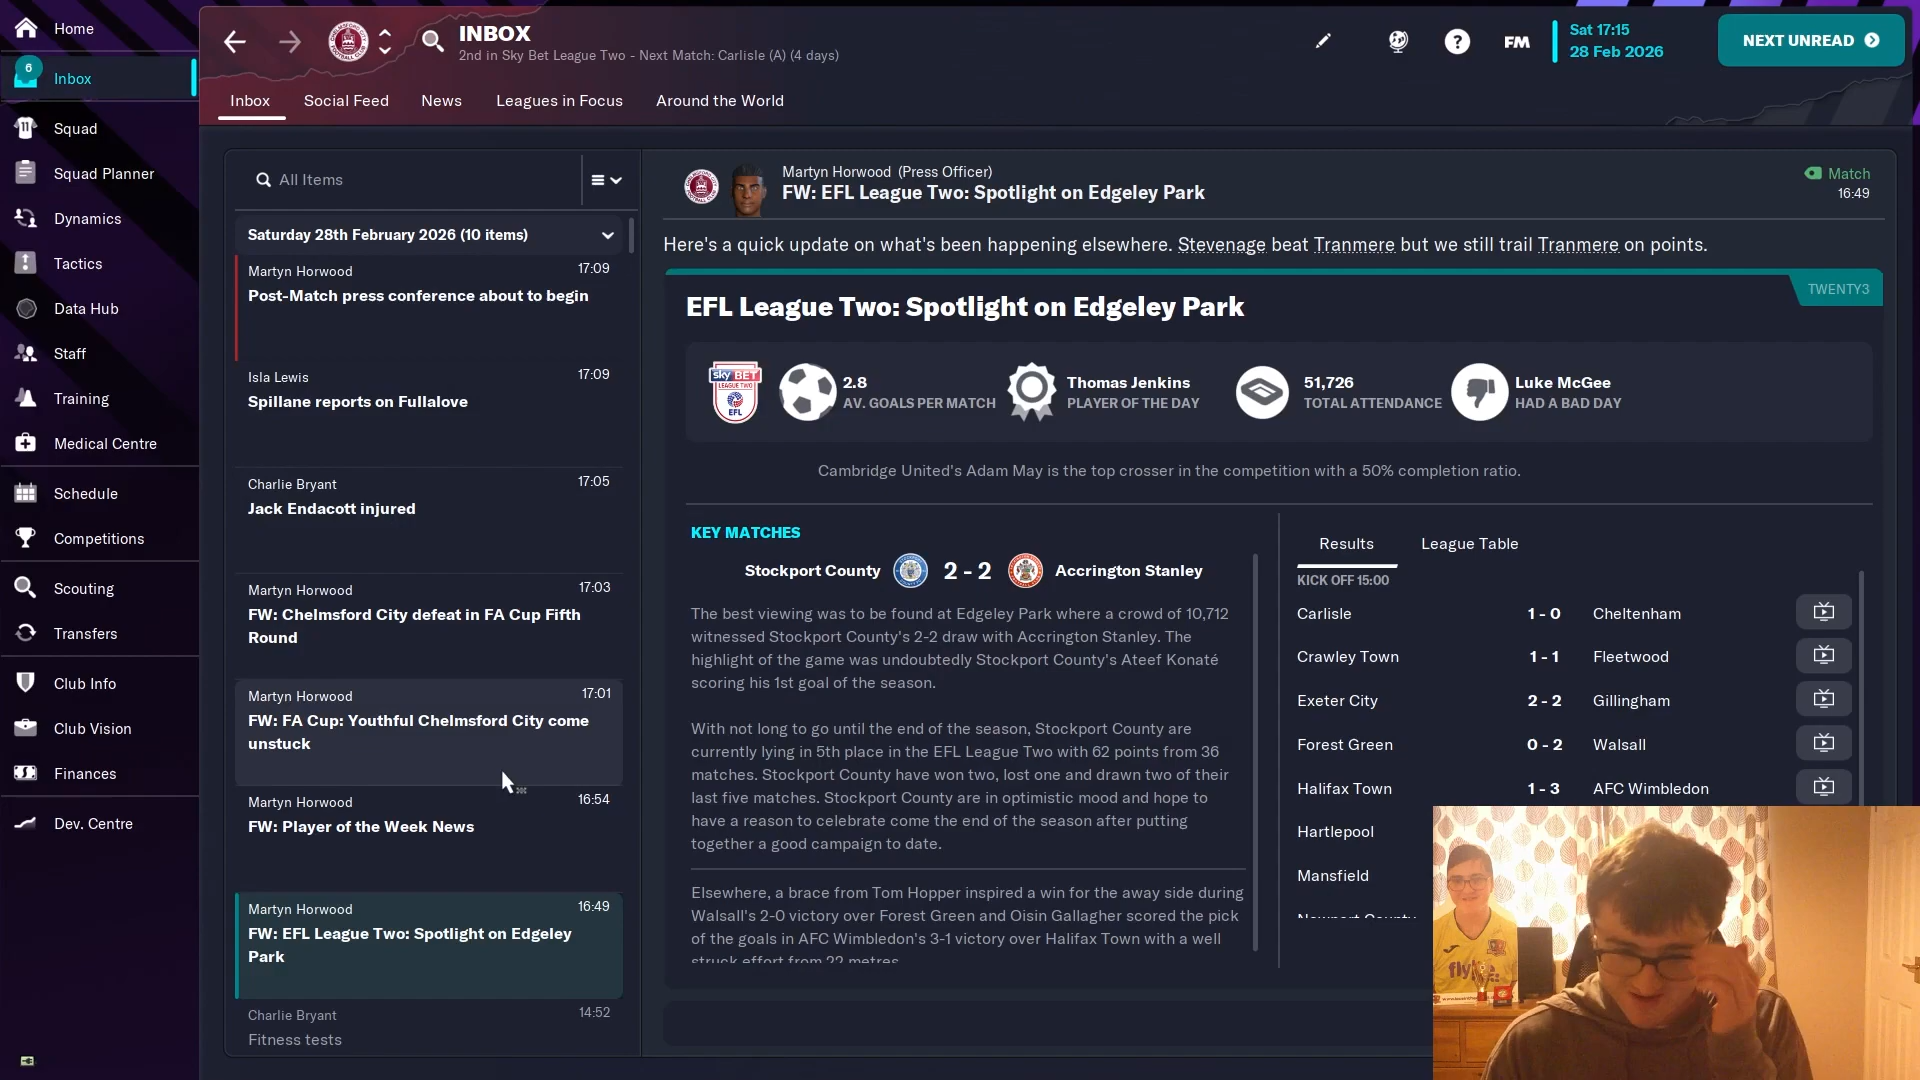 Home
6
Inbox
Squad
Squad Planner
Dynamics
Tactics
Data Hub
Staff
Training
Medical Centre
Schedule
Competitions
Scouting
Transfers
Club Info
Club Vision
Finances
Dev. Centre
INBOX
2nd in Sky Bet League Two - Next Match: Carlisle (A) (4 days)
?
FM
Sat 17:15
28 Feb 2026
NEXT UNREAD
Inbox
Social Feed
News
Leagues in Focus
Around the World
All Items
Saturday 28th February 2026 (10 items)
Martyn Horwood
17:09
Post-Match press conference about to begin
Isla Lewis
17:09
Spillane reports on Fullalove
Charlie Bryant
17:05
Jack Endacott injured
Martyn Horwood
17:03
FW: Chelmsford City defeat in FA Cup Fifth
Round
Martyn Horwood
17:01
FW: FA Cup: Youthful Chelmsford City come
unstuck
Martyn Horwood
16:54
FW: Player of the Week News
Martyn Horwood
16:49
FW: EFL League Two: Spotlight on Edgeley
Park
Charlie Bryant
14:52
Fitness tests
Martyn Horwood (Press Officer)
FW: EFL League Two: Spotlight on Edgeley Park
Match
16:49
Here's a quick update on what's been happening elsewhere. Stevenage beat Tranmere but we still trail Tranmere on points.
TWENTY3
EFL League Two: Spotlight on Edgeley Park
sky BET
LEAGUE TWO
EFL
2.8
AV. GOALS PER MATCH
Thomas Jenkins
PLAYER OF THE DAY
51,726
TOTAL ATTENDANCE
Luke McGee
HAD A BAD DAY
Cambridge United's Adam May is the top crosser in the competition with a 50% completion ratio.
KEY MATCHES
Stockport County 2 - 2 Accrington Stanley
The best viewing was to be found at Edgeley Park where a crowd of 10,712
witnessed Stockport County's 2-2 draw with Accrington Stanley. The
highlight of the game was undoubtedly Stockport County's Ateef Konaté
scoring his 1st goal of the season.
With not long to go until the end of the season, Stockport County are
currently lying in 5th place in the EFL League Two with 62 points from 36
matches. Stockport County have won two, lost one and drawn two of their
last five matches. Stockport County are in optimistic mood and hope to
have a reason to celebrate come the end of the season after putting
together a good campaign to date.
Elsewhere, a brace from Tom Hopper inspired a win for the away side during
Walsall's 2-0 victory over Forest Green and Oisin Gallagher scored the pick
of the goals in AFC Wimbledon's 3-1 victory over Halifax Town with a well
struck effort from 22 metres.
Results
League Table
KICK OFF 15:00
Carlisle 1 - 0 Cheltenham
Crawley Town 1 - 1 Fleetwood
Exeter City 2 - 2 Gillingham
Forest Green 0 - 2 Walsall
Halifax Town 1 - 3 AFC Wimbledon
Hartlepool
Mansfield
Newport County